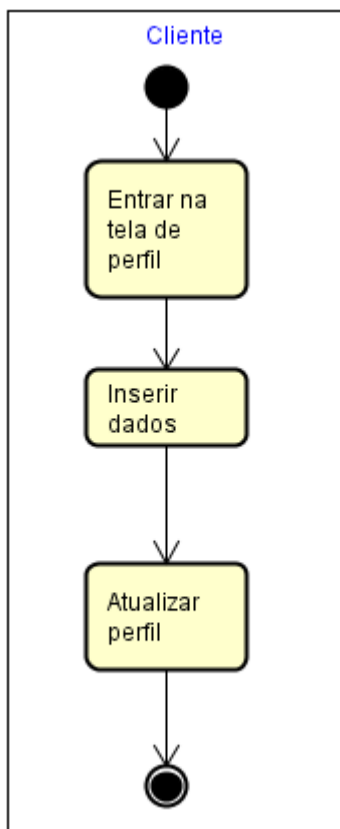 Cliente
Entrar na
tela de
perfil
Inserir
dados
Atualizar
perfil